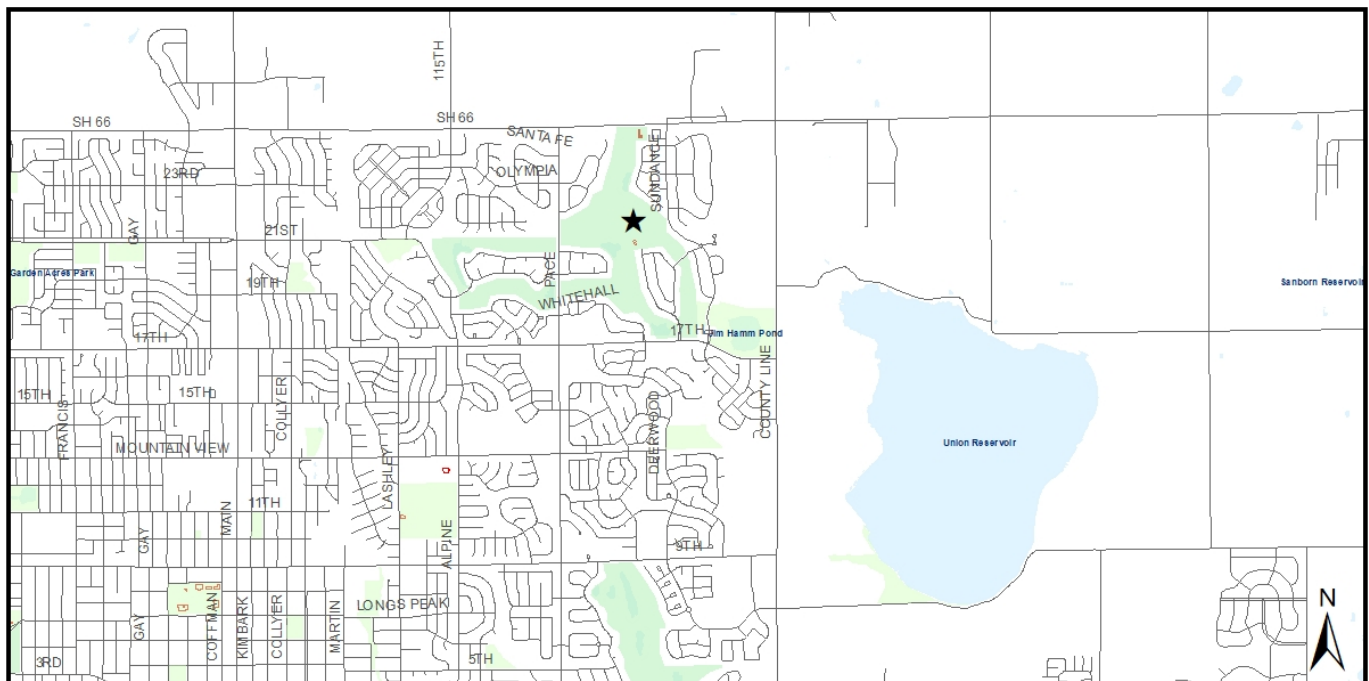 115TH
SH 66
SH 66
SANTA FE
OLYMPIA
SUNDANCE
23RD
GAY
21ST
Garden Acres Park
19TH
PACE
WHITEHALL
Sanborn Reservoir
17TH
17TH
Jim Hamm Pond
15TH
15TH
COLLYER
FRANCIS
COUNTY LINE
DEERWOOD
MOUNTAIN VIEW
Union Reservoir
LASHLEY
11TH
MAIN
GAY
ALPINE
9TH
N
LONGS PEAK
GAY
COFFMAN
KIMBARK
COLLYER
MARTIN
3RD
5TH